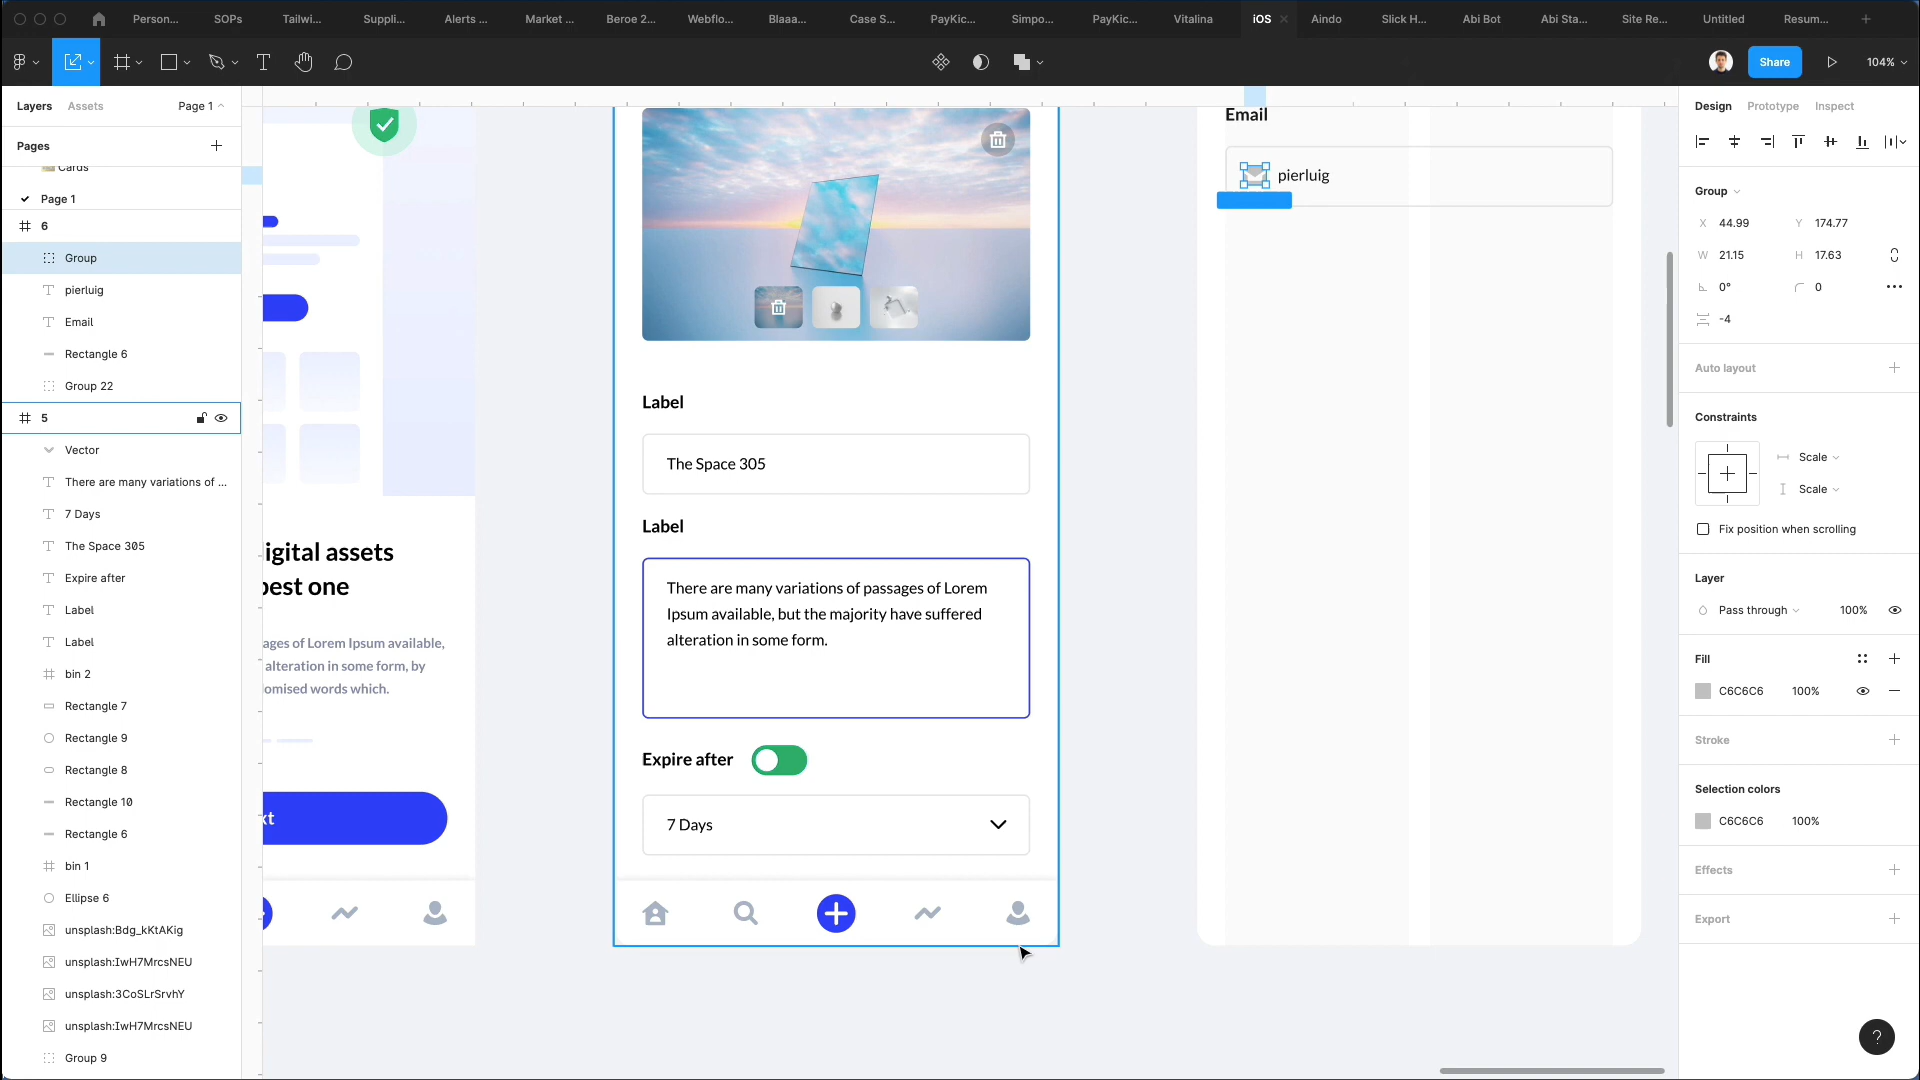 Person...
SOPs
Tailwi...
Suppli...
Alerts ...
Market ...
Beroe 2...
Webflo...
Blaaa...
Case S...
PayKic...
Simpo...
PayKic...
Vitalina
iOS
Aindo
Slick H...
Abi Bot
Abi Sta...
Site Re...
Untitled
Resum...
Share
104%
Layers
Assets
Page 1
Pages
Cards
Page 1
6
Group
pierluig
Email
Rectangle 6
Group 22
5
Vector
There are many variations of ...
7 Days
The Space 305
Expire after
Label
Label
bin 2
Rectangle 7
Rectangle 9
Rectangle 8
Rectangle 10
Rectangle 6
bin 1
Ellipse 6
unsplash:Bdg_kKtAKig
unsplash:IwH7MrcsNEU
unsplash:3CoSLrSrvhY
unsplash:IwH7MrcsNEU
Group 9
igital assets
best one
ages of Lorem Ipsum available,
alteration in some form, by
lomised words which.
xt
Label
The Space 305
Label
There are many variations of passages of Lorem
Ipsum available, but the majority have suffered
alteration in some form.
Expire after
7 Days
Email
pierluig
Design
Prototype
Inspect
Group
X 44.99 Y 174.77
W 21.15 H 17.63
0° 0
-4
Auto layout
Constraints
Scale
Scale
Fix position when scrolling
Layer
Pass through 100%
Fill
C6C6C6 100%
Stroke
Selection colors
C6C6C6 100%
Effects
Export
?